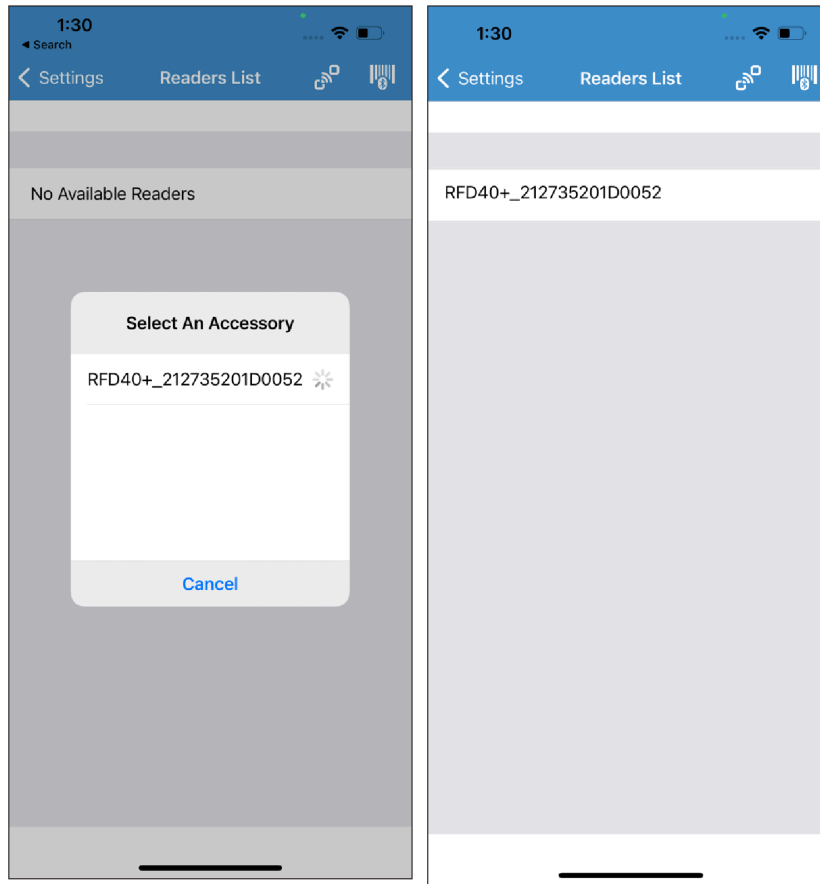 1:30
Search
Settings
Readers List
No Available Readers
Select An Accessory
RFD40+_212735201D0052
Cancel
1:30
Settings
Readers List
RFD40+_212735201D0052